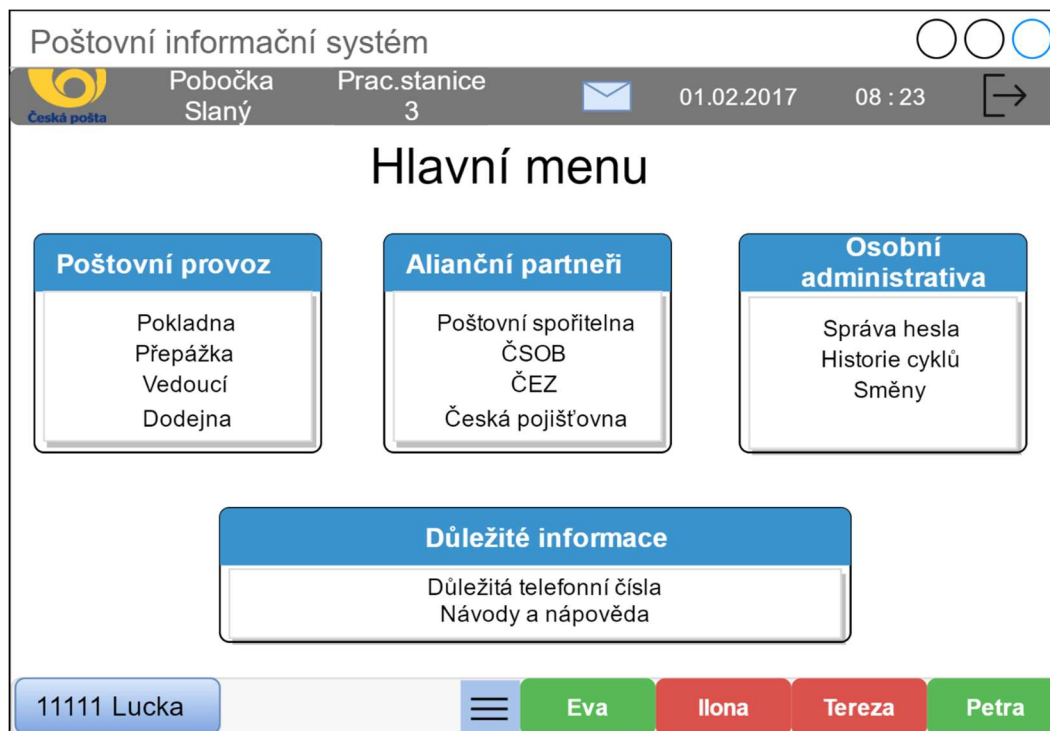 Poštovní informační systém
Česká pošta
Pobočka
Slaný
Prac.stanice
3
01.02.2017
08 : 23
Hlavní menu
Poštovní provoz
Pokladna
Přepážka
Vedoucí
Dodejna
Alianční partneři
Poštovní spořitelna
ČSOB
ČEZ
Česká pojišťovna
Osobní
administrativa
Správa hesla
Historie cyklů
Směny
Důležité informace
Důležitá telefonní čísla
Návody a nápověda
11111 Lucka
Eva
Ilona
Tereza
Petra